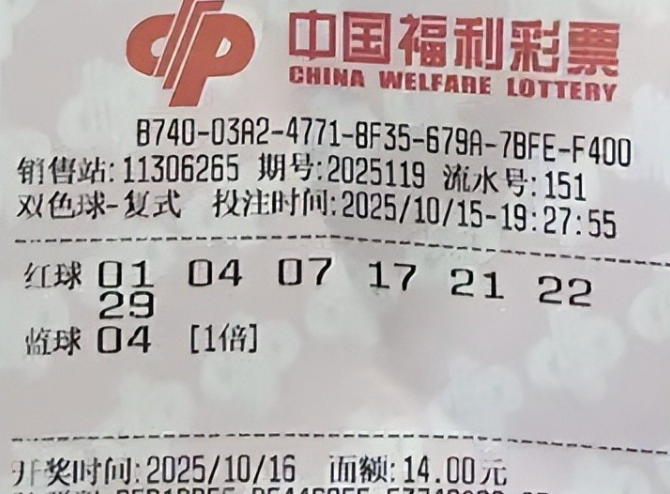 中国福利彩票
CHINA WELFARE LOTTERY
B740-03A2-4771-8F35-679A-7BFE-F400
销售站:11306265 期号:2025119 流水号:151
双色球-复式 投注时间:2025/10/15-19:27:55
红球 01 04 07 17 21 22
29
蓝球 04 [1倍]
开奖时间:2025/10/16 面额:14.00元